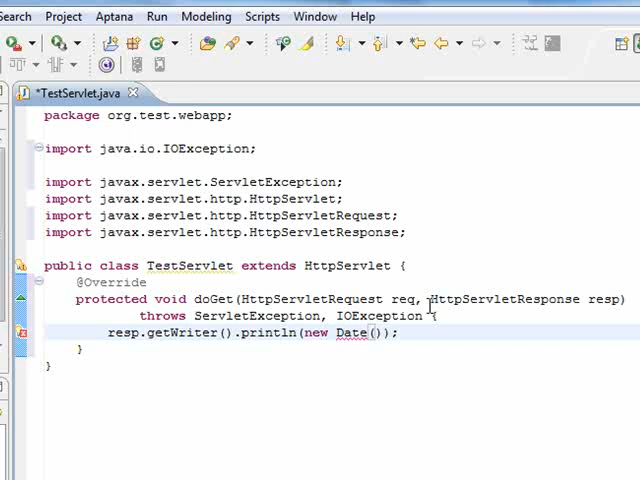 Search Project Aptana Run Modeling Scripts Window Help
*TestServlet.java
package org.test.webapp;
import java.io.IOException;
import javax.servlet.ServletException;
import javax.servlet.http.HttpServlet;
import javax.servlet.http.HttpServletRequest;
import javax.servlet.http.HttpServletResponse;
public class TestServlet extends HttpServlet {
@Override
protected void doGet(HttpServletRequest req, HttpServletResponse resp)
throws ServletException, IOException {
resp.getWriter().println(new Date());
}
}